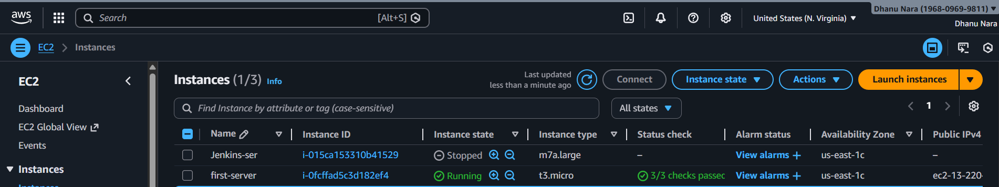 aws
Search [Alt+S]
United States (N. Virginia)
Dhanu Nara (1968-0969-9811)
Dhanu Nara
EC2 Instances
EC2
Dashboard
EC2 Global View
Events
Instances
Instances
Instances (1/3) Info
Last updated
less than a minute ago
Connect
Instance state
Actions
Launch instances
Find Instance by attribute or tag (case-sensitive)
All states
1
Name Instance ID Instance state Instance type Status check Alarm status Availability Zone Public IPv4
Jenkins-ser i-015ca153310b41529 Stopped m7a.large – View alarms + us-east-1c –
first-server i-0fcffad5c3d182ef4 Running t3.micro 3/3 checks passed View alarms + us-east-1c ec2-13-220-